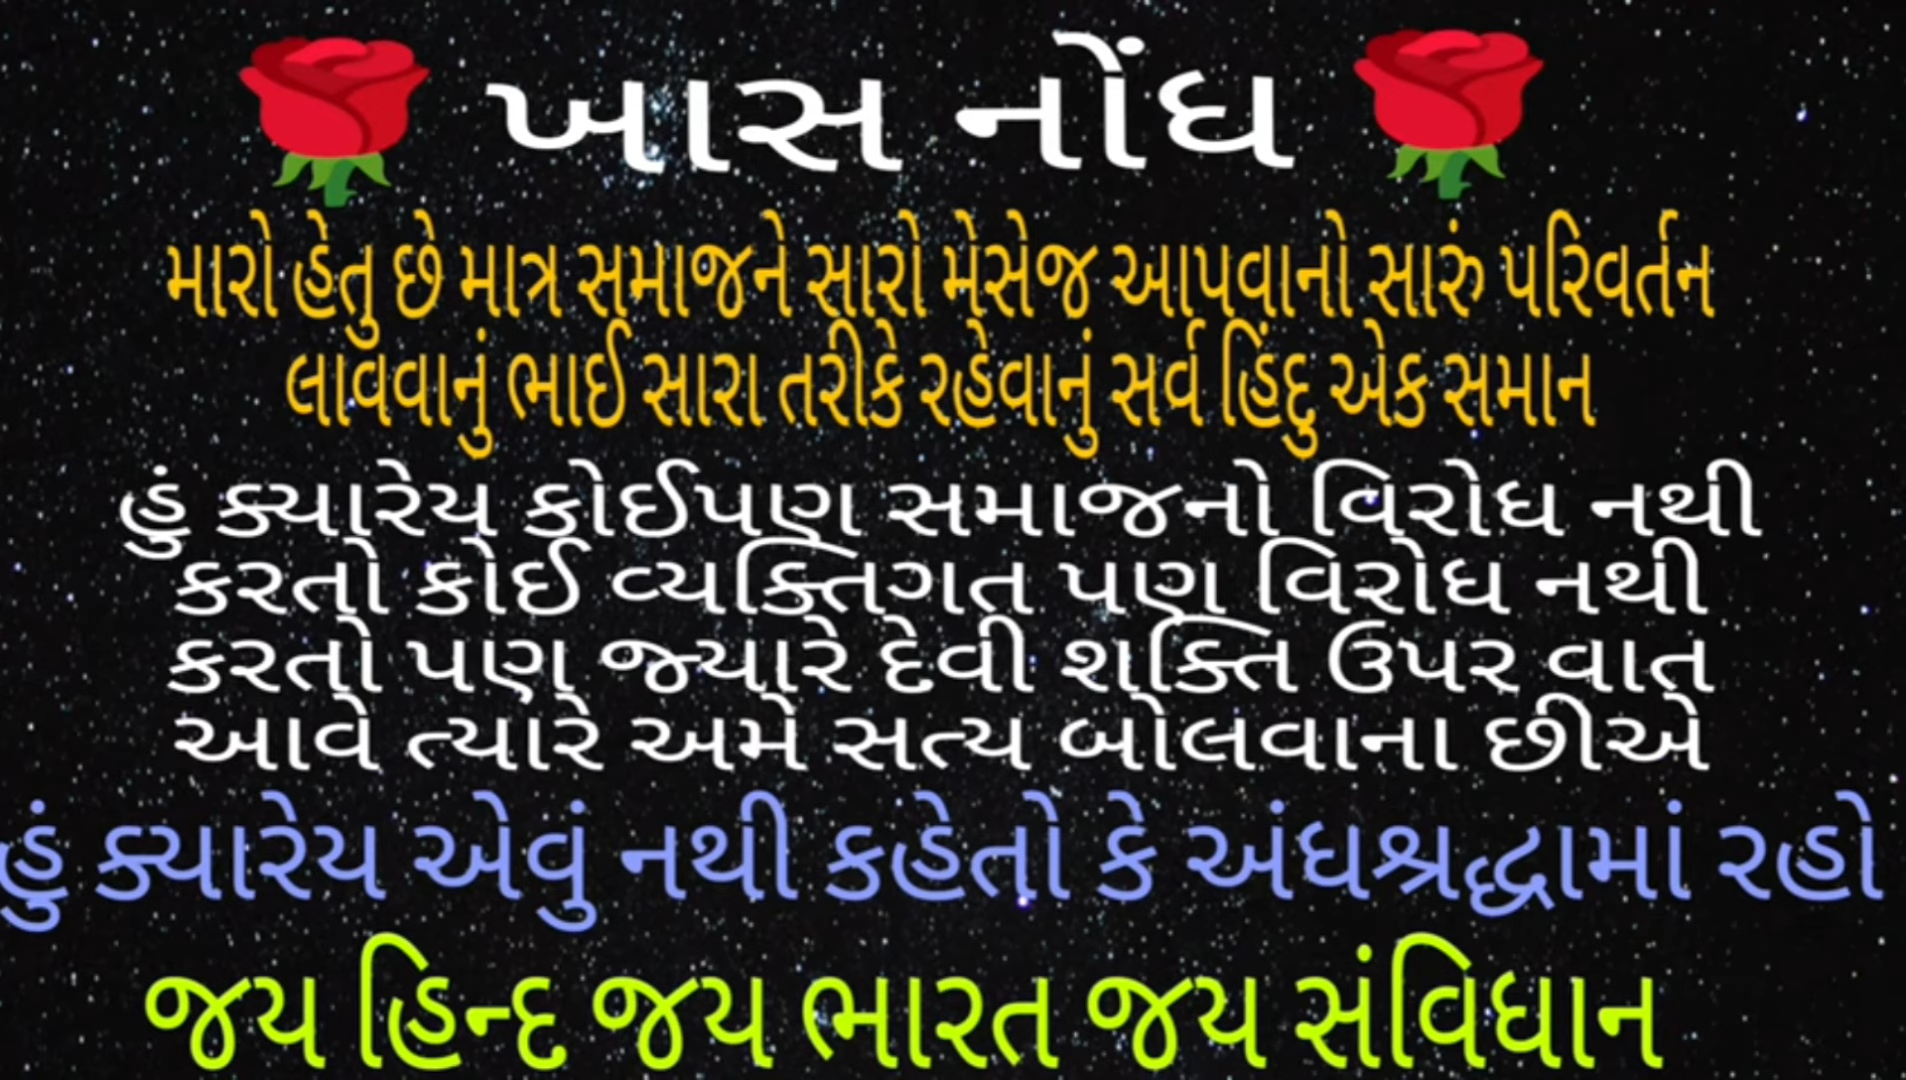 🌹 ખાસ નોંધ 🌹
મારો હેતુ છે માત્ર સમાજને સારો મેસેજ આપવાનો સારું પરિવર્તન
લાવવાનું ભાઈ સારા તરીકે રહેવાનું સર્વ હિંદુ એક સમાન
હું ક્યારેય કોઈપણ સમાજનો વિરોધ નથી
કરતો કોઈ વ્યક્તિગત પણ વિરોધ નથી
કરતો પણ જ્યારે દેવી શક્તિ ઉપર વાત
આવે ત્યારે અમે સત્ય બોલવાના છીએ
હું ક્યારેય એવું નથી કહેતો કે અંધશ્રદ્ધામાં રહો
જય હિન્દ જય ભારત જય સંવિધાન